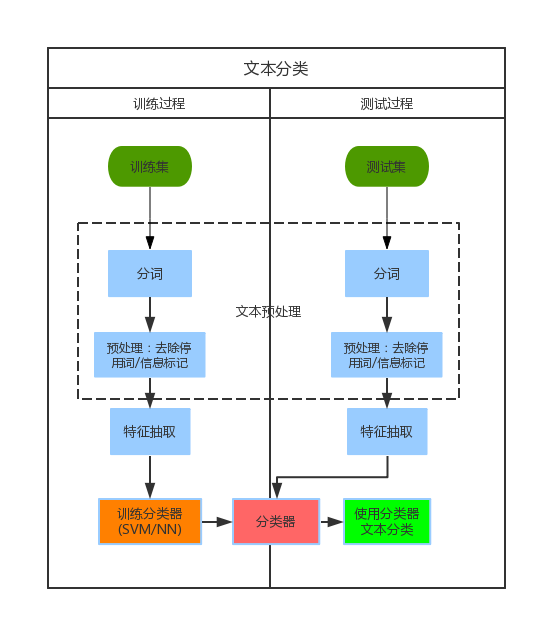 文本分类
训练过程
测试过程
训练集
测试集
分词
分词
文本预处理
预处理：去除停
用词/信息标记
预处理：去除停
用词/信息标记
特征抽取
特征抽取
训练分类器
(SVM/NN)
分类器
使用分类器
文本分类